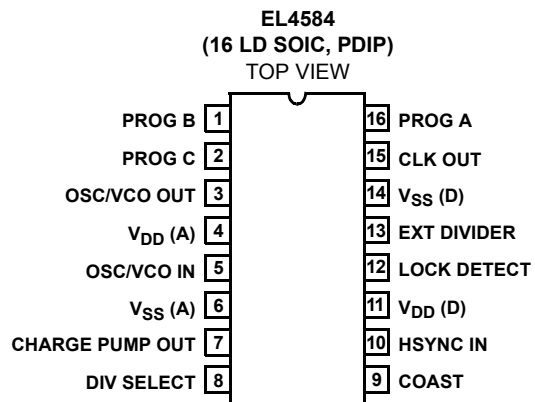 EL4584
(16 LD SOIC, PDIP)
TOP VIEW
PROG B 1 16 PROG A
PROG C 2 15 CLK OUT
OSC/VCO OUT 3 14 VSS (D)
VDD (A) 4 13 EXT DIVIDER
OSC/VCO IN 5 12 LOCK DETECT
VSS (A) 6 11 VDD (D)
CHARGE PUMP OUT 7 10 HSYNC IN
DIV SELECT 8 9 COAST